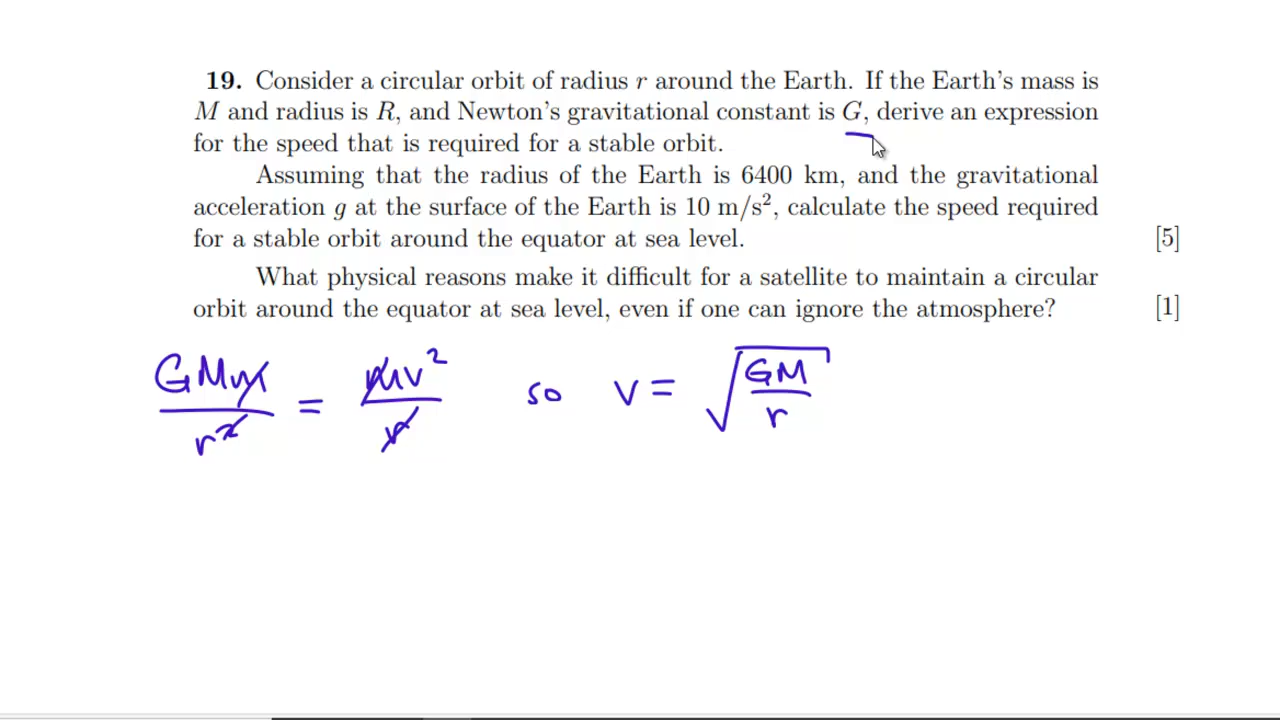 19. Consider a circular orbit of radius r around the Earth. If the Earth's mass is
M and radius is R, and Newton's gravitational constant is G, derive an expression
for the speed that is required for a stable orbit.
Assuming that the radius of the Earth is 6400 km, and the gravitational
acceleration g at the surface of the Earth is 10 m/s², calculate the speed required
for a stable orbit around the equator at sea level. [5]
What physical reasons make it difficult for a satellite to maintain a circular
orbit around the equator at sea level, even if one can ignore the atmosphere? [1]
GMm/r² = mv²/r so v = √(GM/r)